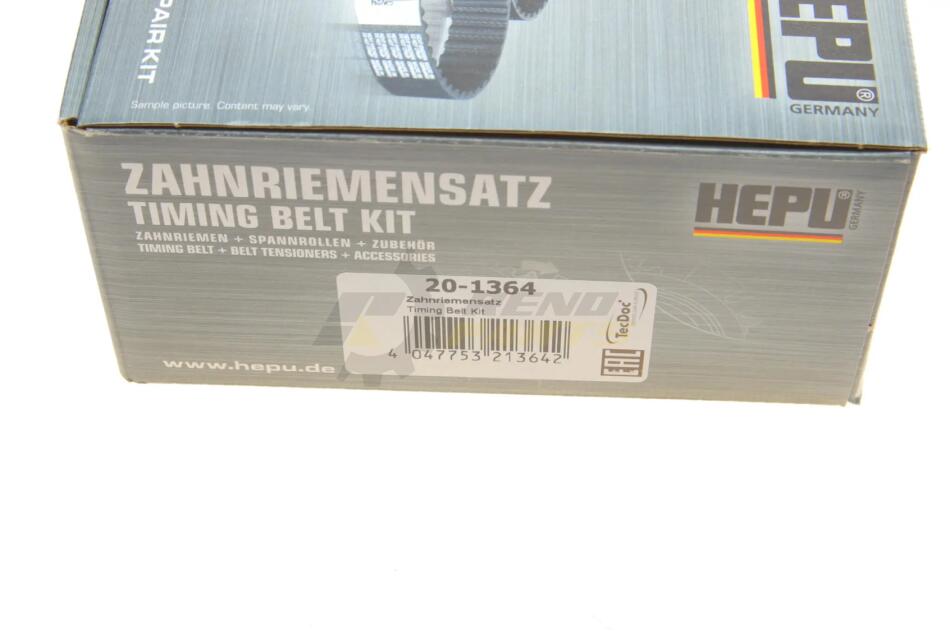 PAIR KIT
Sample picture. Content may vary.
HEPU®
GERMANY
ZAHNRIEMENSATZ
TIMING BELT KIT
ZAHNRIEMEN + SPANNROLLEN + ZUBEHÖR
TIMING BELT + BELT TENSIONERS + ACCESSORIES
HEPU®
GERMANY
20-1364
Zahnriemensatz
Timing Belt Kit
4 047753 213642
TecDoc
EAC
www.hepu.de